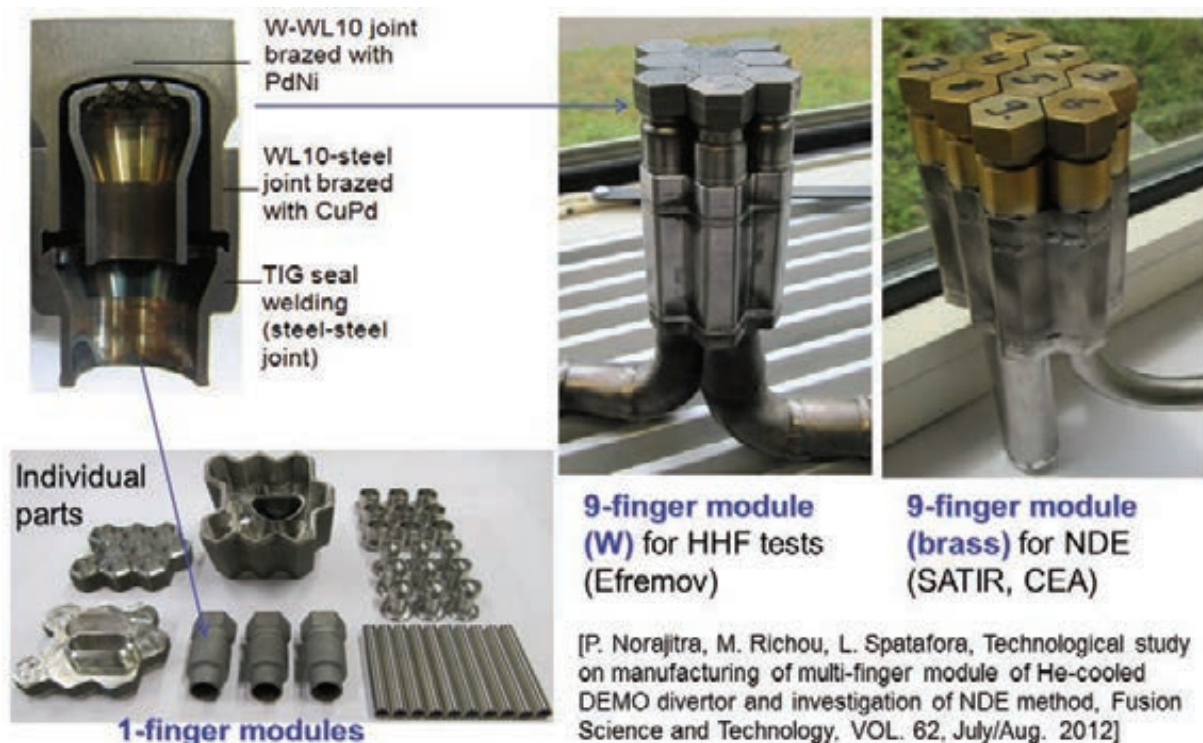 W-WL10 joint
brazed with
PdNi
WL10-steel
joint brazed
with CuPd
TIG seal
welding
(steel-steel
joint)
Individual
parts
1-finger modules
9-finger module
(W) for HHF tests
(Efremov)
9-finger module
(brass) for NDE
(SATIR, CEA)
[P. Norajitra, M. Richou, L. Spatafora, Technological study
on manufacturing of multi-finger module of He-cooled
DEMO divertor and investigation of NDE method, Fusion
Science and Technology, VOL. 62, July/Aug. 2012]